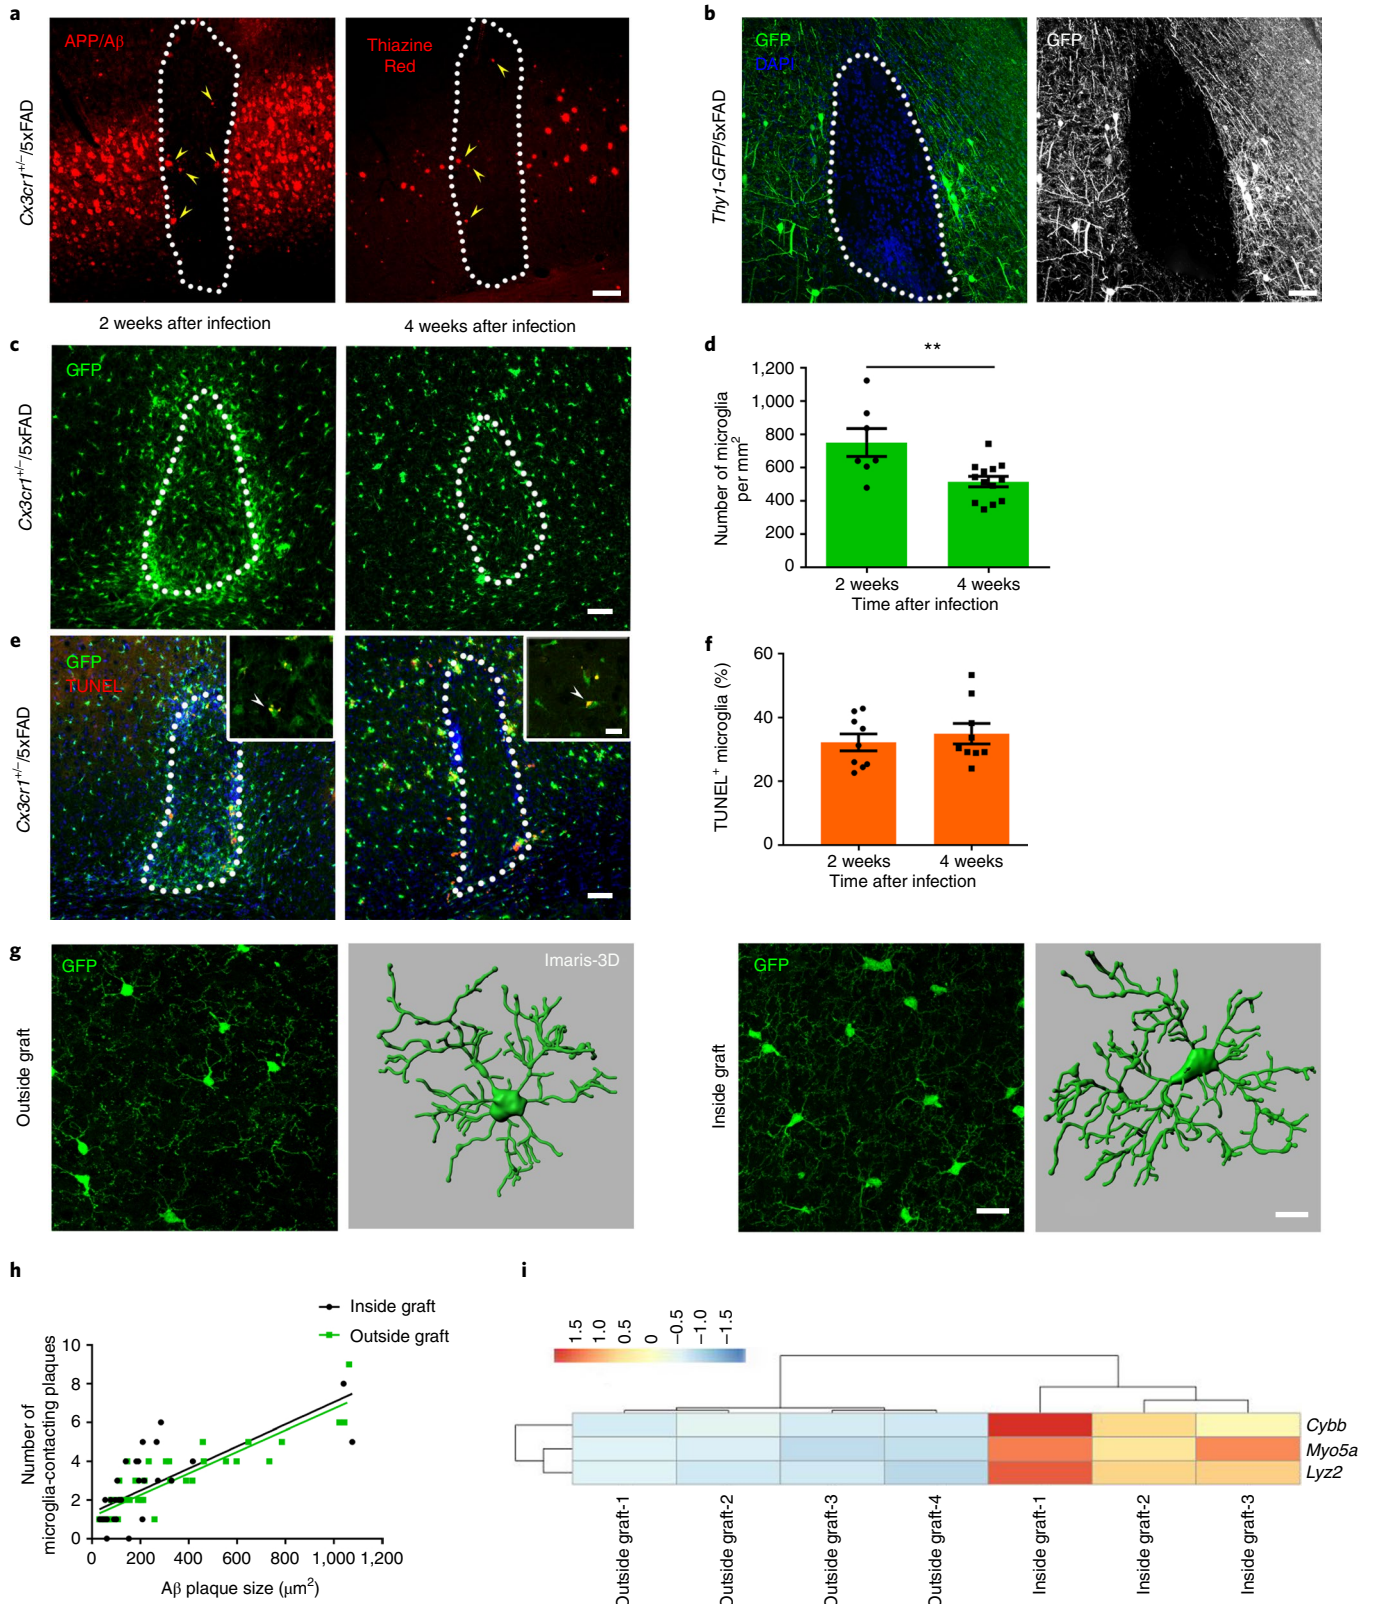 a
APP/Aβ
Thiazine
Red
Cx3cr1+/−/5xFAD
2 weeks after infection
4 weeks after infection
b
GFP
DAPI
GFP
Thy1-GFP/5xFAD
c
GFP
Cx3cr1+/−/5xFAD
d
**
1,200
1,000
800
600
400
200
0
Number of microglia
per mm2
2 weeks
4 weeks
Time after infection
e
GFP
TUNEL
Cx3cr1+/−/5xFAD
f
60
40
20
0
TUNEL+ microglia (%)
2 weeks
4 weeks
Time after infection
g
GFP
Imaris-3D
Outside graft
GFP
Inside graft
h
Inside graft
Outside graft
10
8
6
4
2
0
Number of
microglia-contacting plaques
0 200 400 600 800 1,000 1,200
Aβ plaque size (μm2)
i
1.5
1.0
0.5
0
−0.5
−1.0
−1.5
Cybb
Myo5a
Lyz2
Outside graft-1
Outside graft-2
Outside graft-3
Outside graft-4
Inside graft-1
Inside graft-2
Inside graft-3